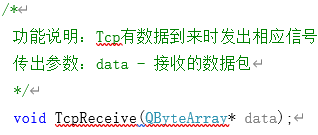 /*
功能说明：Tcp有数据到来时发出相应信号
传出参数：data - 接收的数据包
*/
void TcpReceive(QByteArray* data);